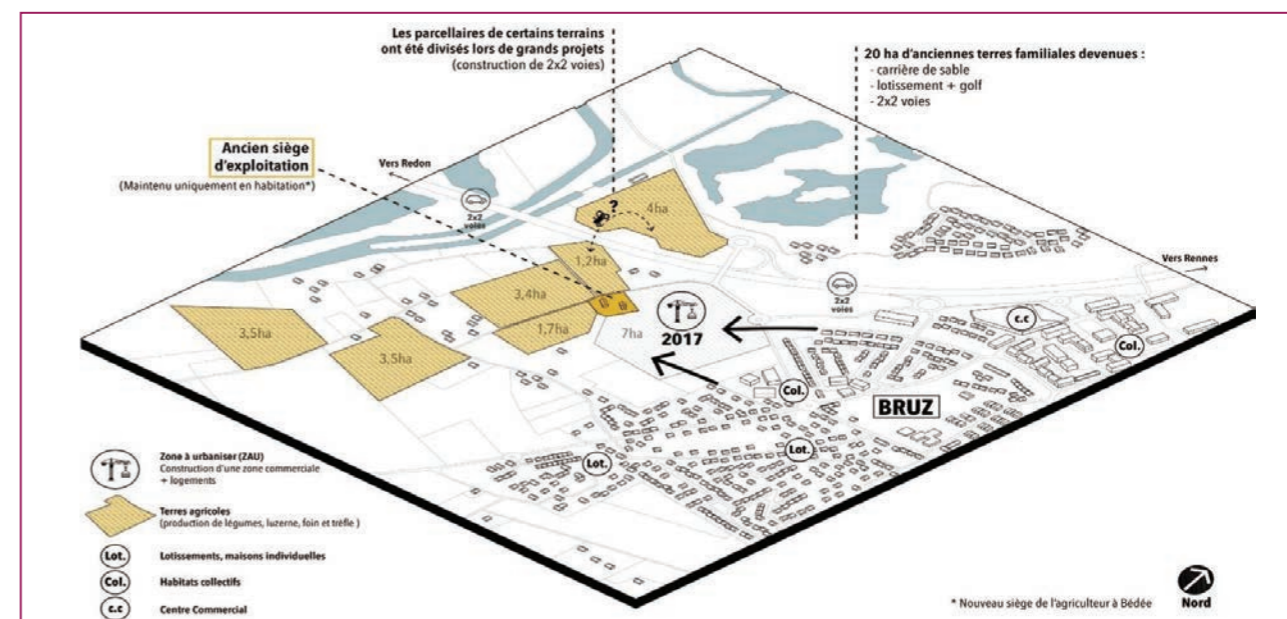 Les parcellaires de certains terrains
ont été divisés lors de grands projets
(construction de 2x2 voies)
20 ha d'anciennes terres familiales devenues :
- carrière de sable
- lotissement + golf
- 2x2 voies
Ancien siège
d'exploitation
(Maintenu uniquement en habitation*)
Vers Redon
2x2
voies
?
4ha
1,2ha
3,4ha
1,7ha
3,5ha
3,5ha
7ha
2017
2x2
voies
Vers Rennes
c.c
Col.
Col.
BRUZ
Lot.
Lot.
Zone à urbaniser (ZAU)
Construction d'une zone commerciale
+ logements
Terres agricoles
(production de légumes, luzerne, foin et trèfle )
Lot.
Lotissements, maisons individuelles
Col.
Habitats collectifs
c.c
Centre Commercial
* Nouveau siège de l'agriculteur à Bédée
Nord